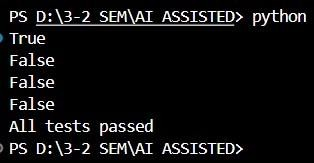 PS D:\3-2 SEM\AI ASSISTED> python
True
False
False
False
All tests passed
PS D:\3-2 SEM\AI ASSISTED>